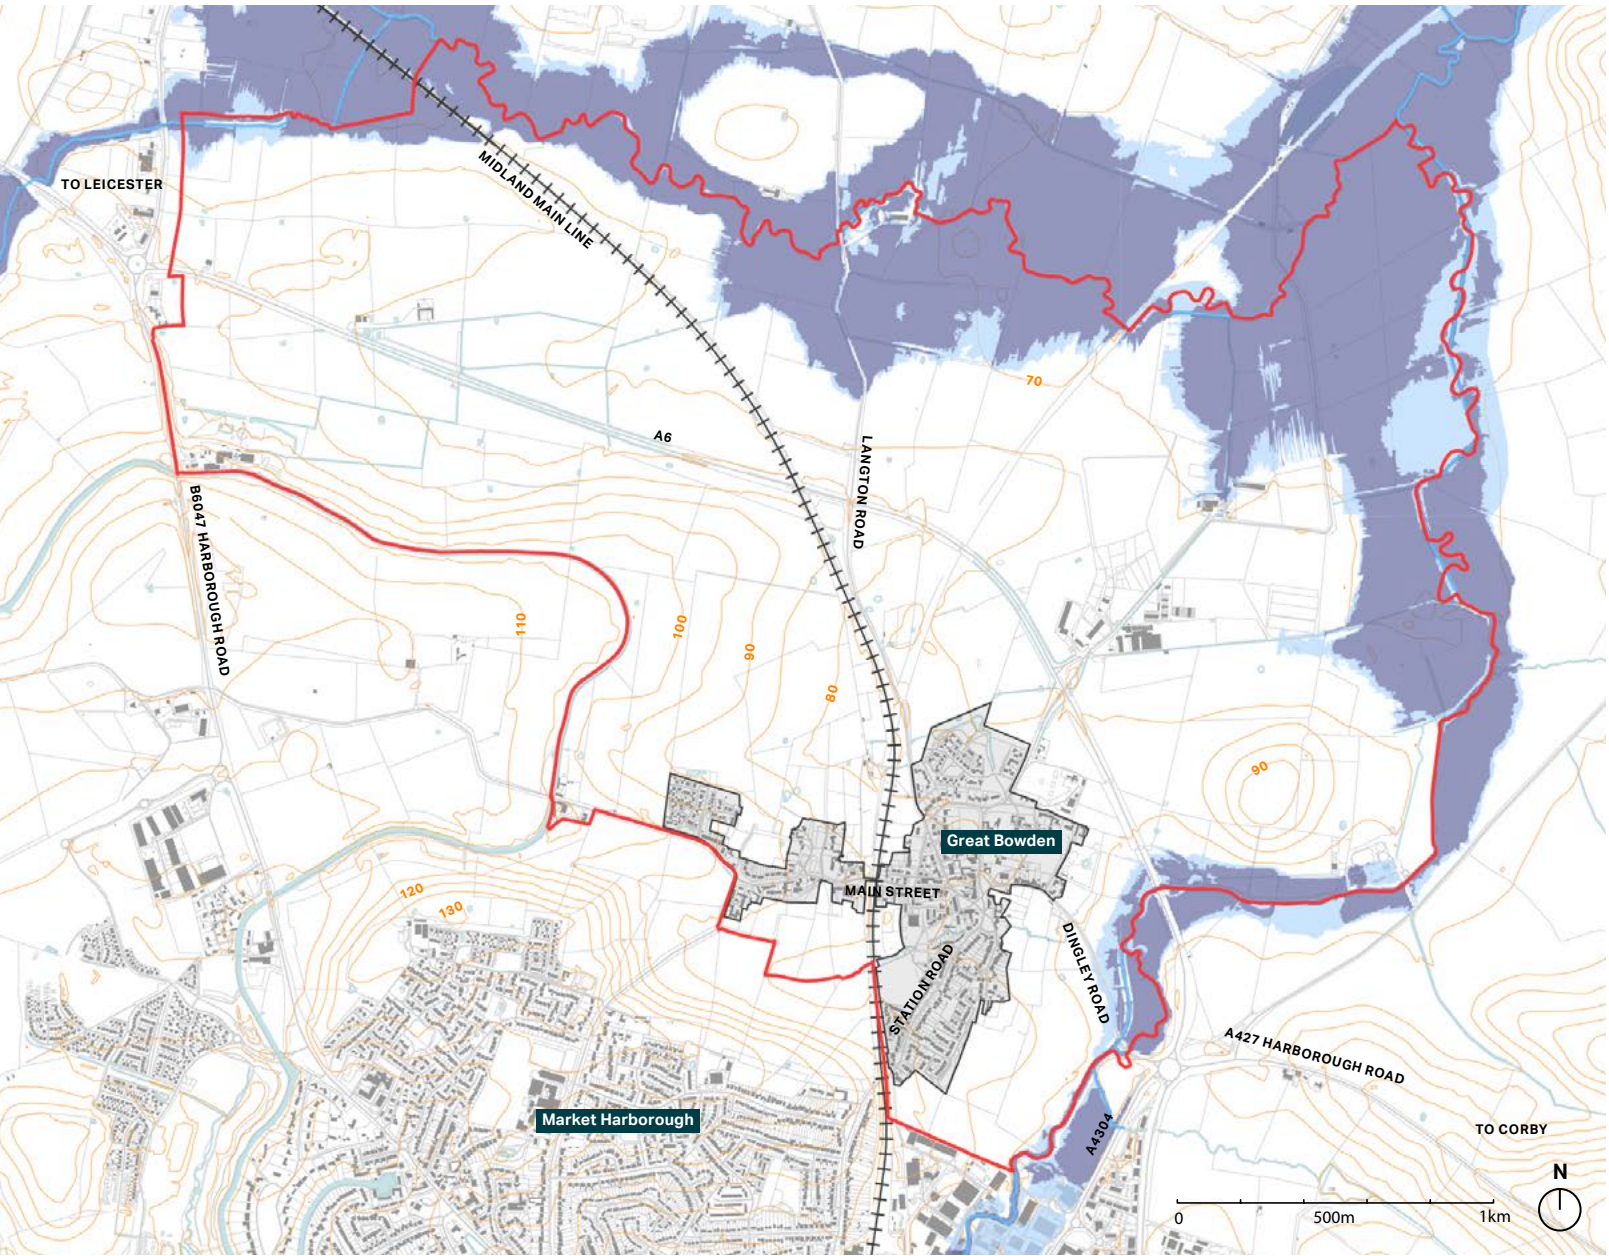 TO LEICESTER
MIDLAND MAIN LINE
70
A6
LANGTON ROAD
B6047 HARBOROUGH ROAD
110
100
90
80
90
Great Bowden
MAIN STREET
120
130
DINGLEY ROAD
STATION ROAD
A427 HARBOROUGH ROAD
Market Harborough
A4304
TO CORBY
N
0
500m
1km